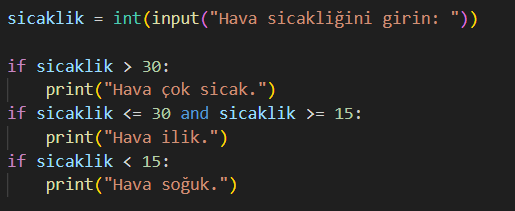 sicaklik = int(input("Hava sicakliğini girin: "))
if sicaklik > 30:
    print("Hava çok sicak.")
if sicaklik <= 30 and sicaklik >= 15:
    print("Hava ilik.")
if sicaklik < 15:
    print("Hava soğuk.")